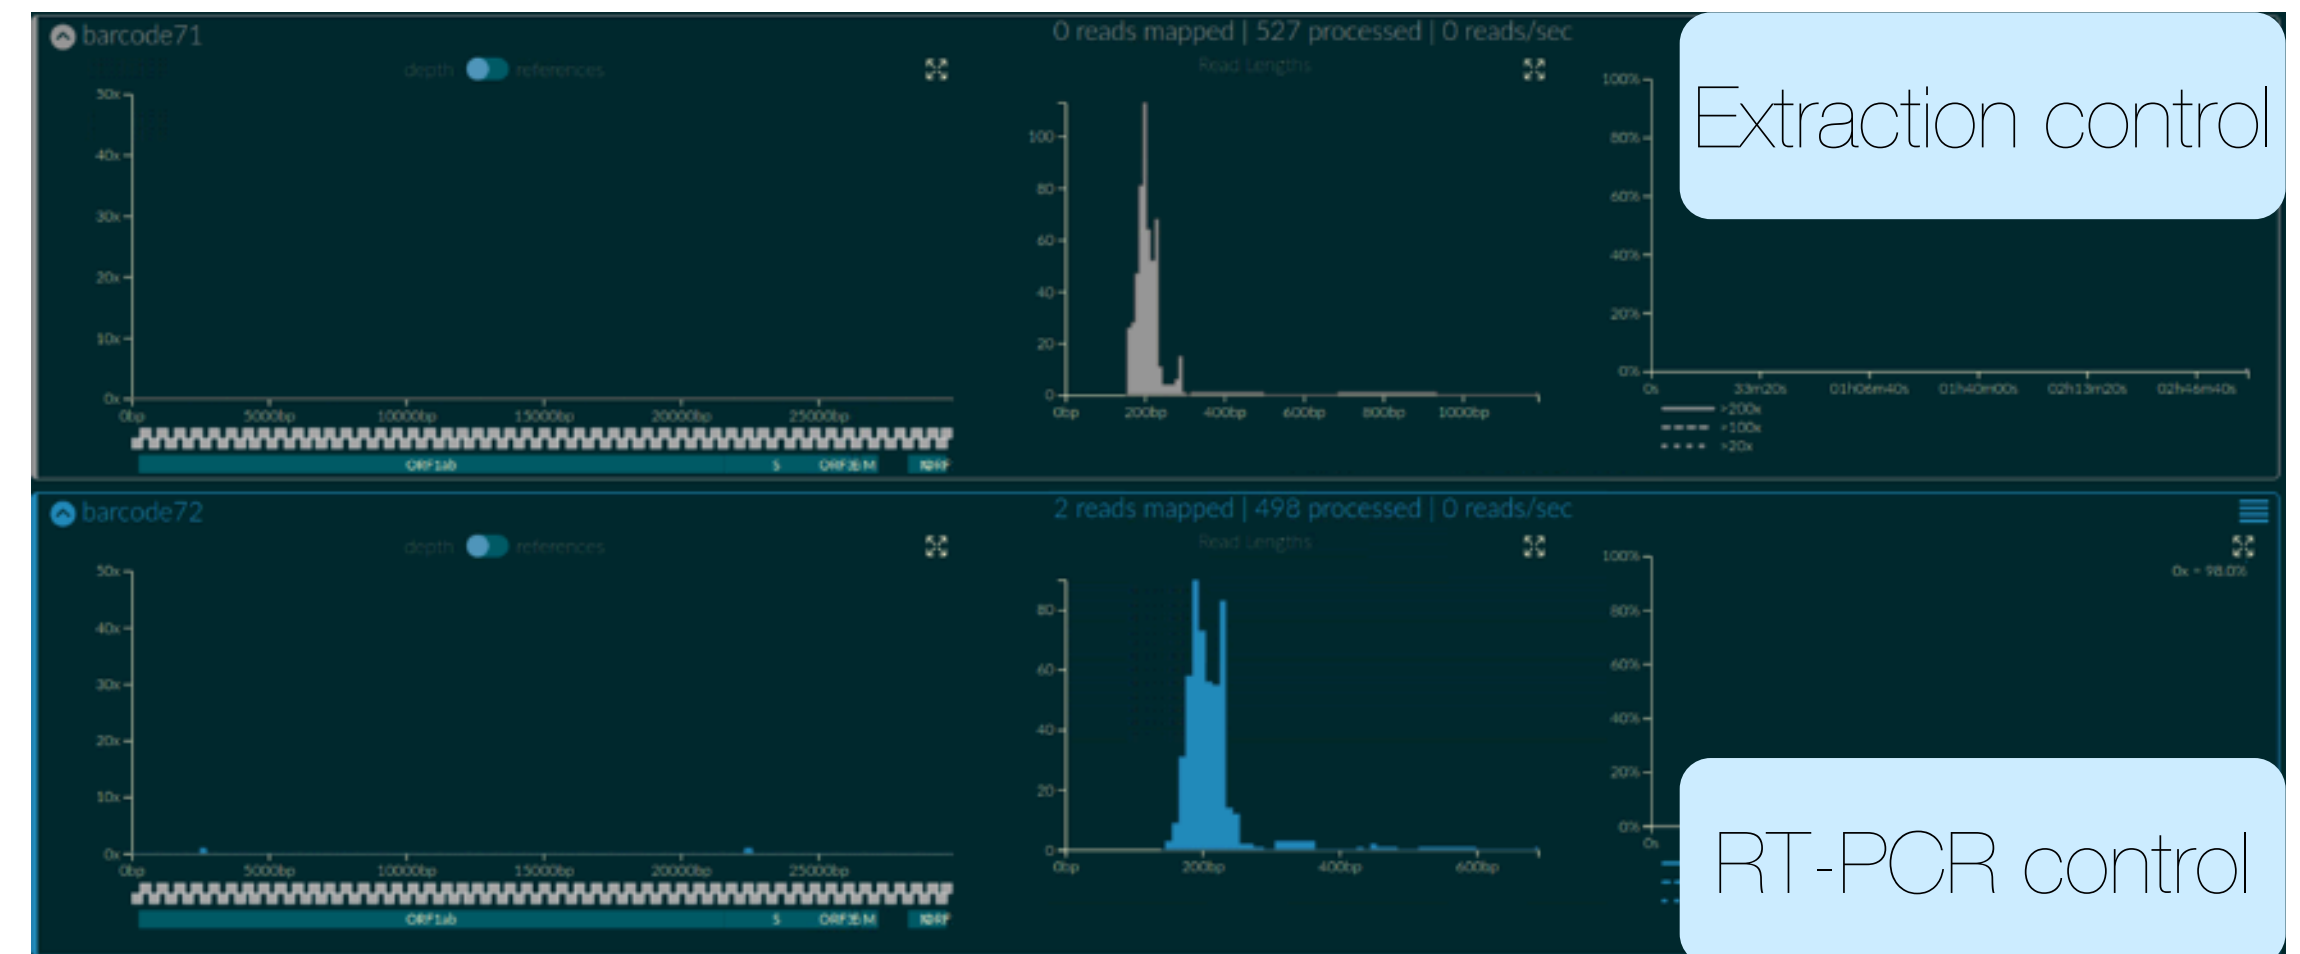 barcode71
0 reads mapped | 527 processed | 0 reads/sec
Extraction control
depth references
Read Lengths
50x
40x
30x
20x
10x
0x
0bp 5000bp 10000bp 15000bp 20000bp 25000bp
ORF1ab S M
100
80
60
40
20
0
0bp 200bp 400bp 600bp 800bp 1000bp
100%
80%
60%
40%
20%
0%
0s 33m20s 01h06m40s 01h40m00s 02h13m20s 02h46m40s
>200x
>100x
>20x
barcode72
2 reads mapped | 498 processed | 0 reads/sec
depth references
Read Lengths
50x
40x
30x
20x
10x
0x
0bp 5000bp 10000bp 15000bp 20000bp 25000bp
ORF1ab S M
80
60
40
20
0
0bp 200bp 400bp 600bp
0x = 98.0%
100%
80%
60%
40%
20%
0%
0s
RT-PCR control